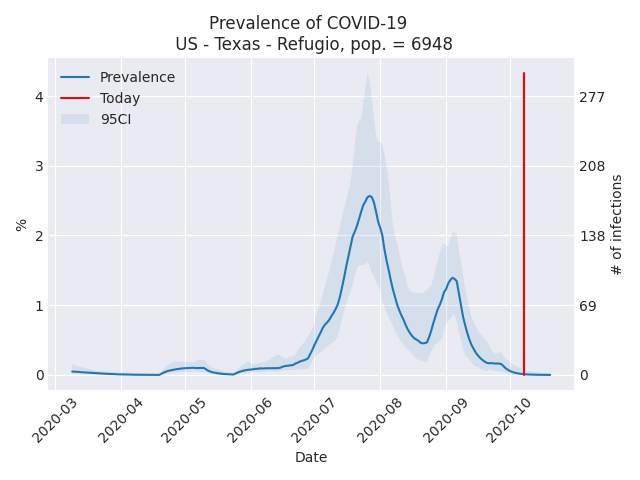 Prevalence of COVID-19
US - Texas - Refugio, pop. = 6948
Prevalence
Today
95CI
4
3
2
1
0
%
277
208
138
69
0
# of infections
2020-03
2020-04
2020-05
2020-06
2020-07
2020-08
2020-09
2020-10
Date